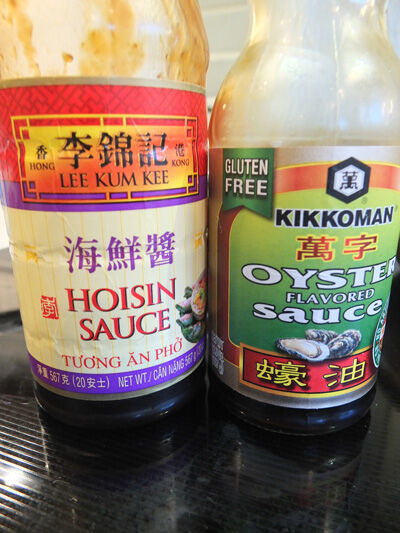 香 李錦記 港
HONG KONG
LEE KUM KEE
海鮮醬
HOISIN
SAUCE
TƯƠNG ĂN PHỞ
淨重 567克 (20安士) NET WT./ CÂN NẶNG 567
GLUTEN
FREE
萬
KIKKOMAN
萬字
OYSTER
FLAVORED
sauce
蠔油